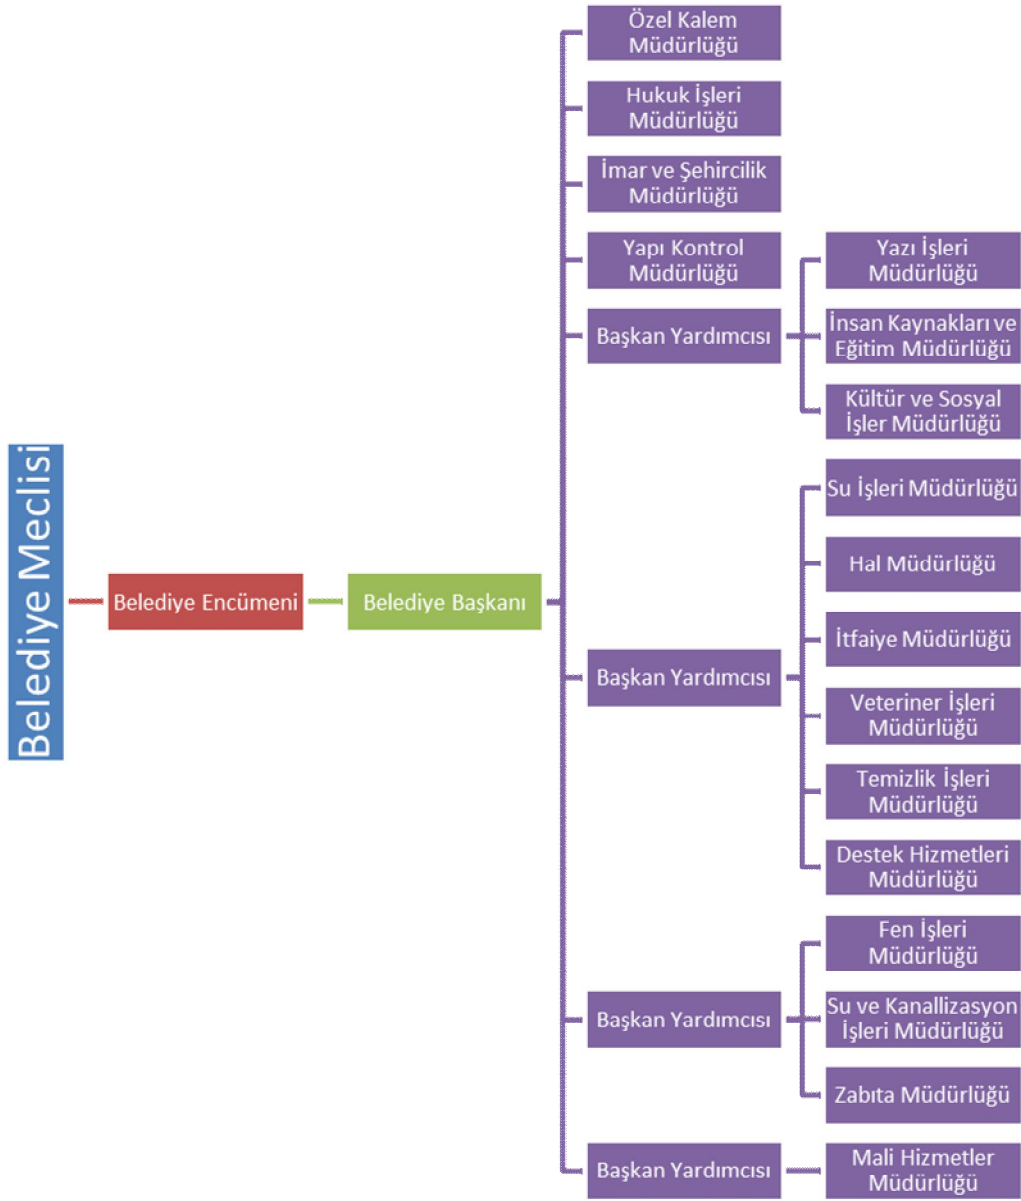 Belediye Meclisi
Belediye Encümeni
Belediye Başkanı
Özel Kalem
Müdürlüğü
Hukuk İşleri
Müdürlüğü
İmar ve Şehircilik
Müdürlüğü
Yapı Kontrol
Müdürlüğü
Başkan Yardımcısı
Yazı İşleri
Müdürlüğü
İnsan Kaynakları ve
Eğitim Müdürlüğü
Kültür ve Sosyal
İşler Müdürlüğü
Başkan Yardımcısı
Su İşleri Müdürlüğü
Hal Müdürlüğü
İtfaiye Müdürlüğü
Veteriner İşleri
Müdürlüğü
Temizlik İşleri
Müdürlüğü
Destek Hizmetleri
Müdürlüğü
Başkan Yardımcısı
Fen İşleri
Müdürlüğü
Su ve Kanallizasyon
İşleri Müdürlüğü
Zabıta Müdürlüğü
Başkan Yardımcısı
Mali Hizmetler
Müdürlüğü